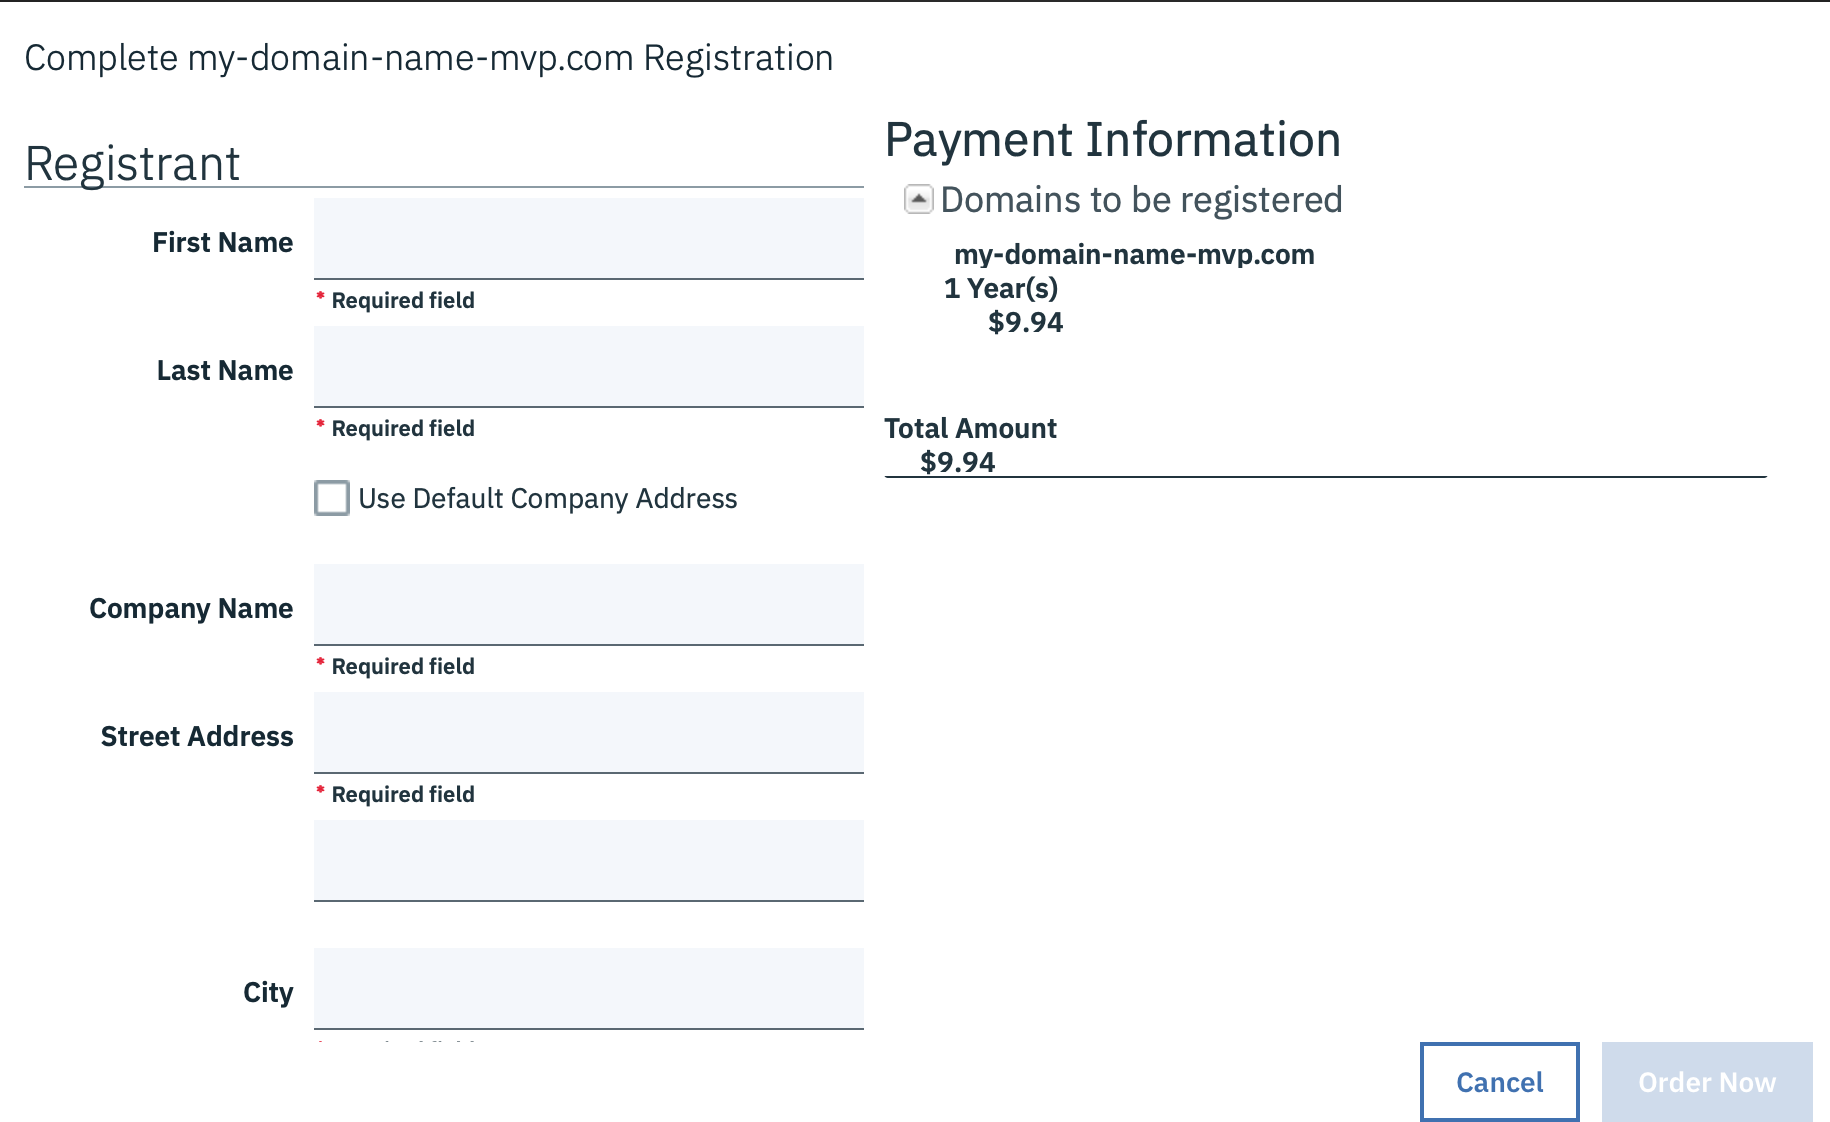 Complete my-domain-name-mvp.com Registration
Registrant
First Name
* Required field
Last Name
* Required field
Use Default Company Address
Company Name
* Required field
Street Address
* Required field
City
Payment Information
Domains to be registered
my-domain-name-mvp.com
1 Year(s)
$9.94
Total Amount
$9.94
Cancel
Order Now